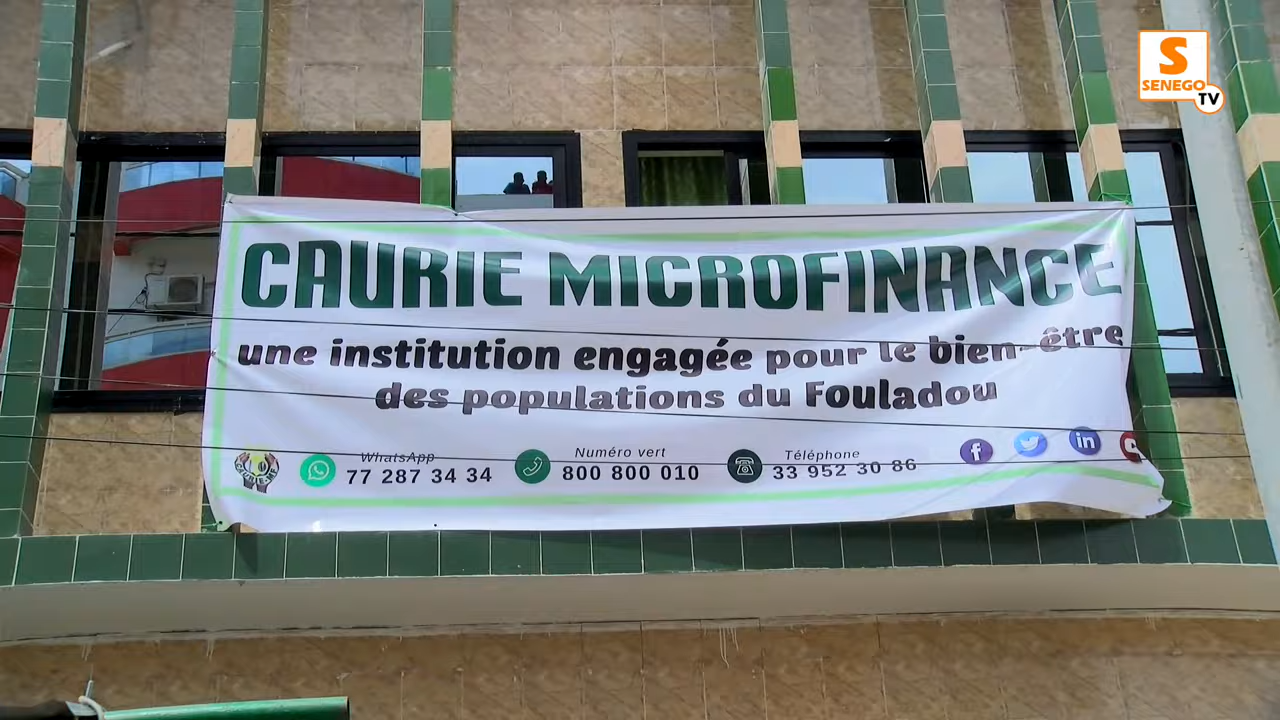 S
SENEGO
TV
CAURIE MICROFINANCE
une institution engagée pour le bien-être
des populations du Fouladou
WhatsApp
77 287 34 34
Numéro vert
800 800 010
Téléphone
33 952 30 86